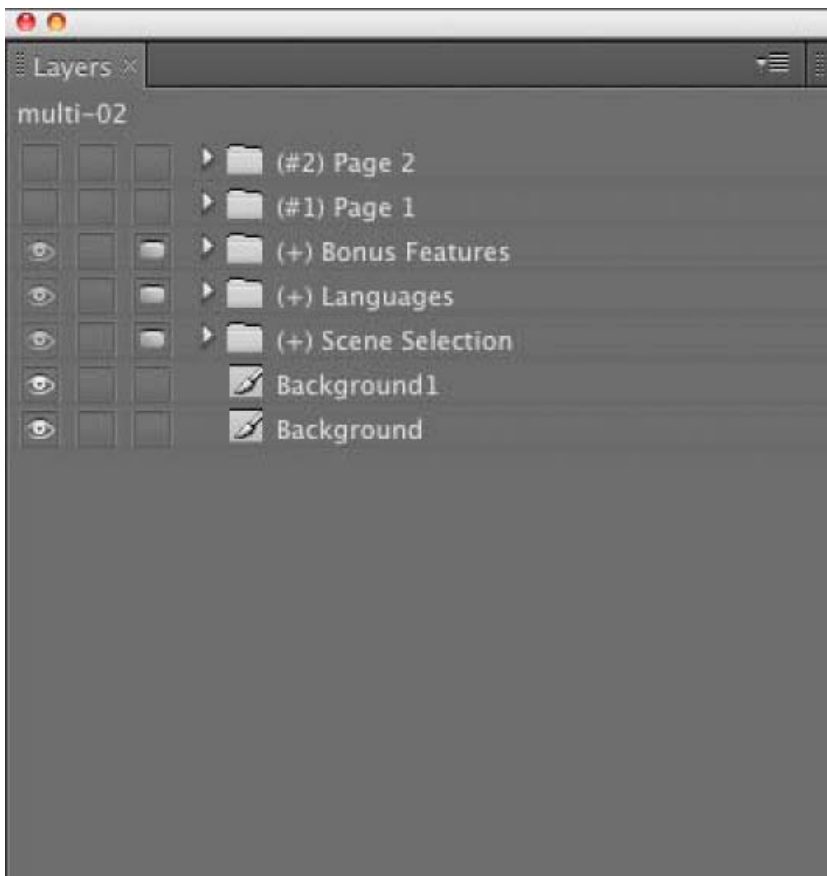 Layers
multi-02
(#2) Page 2
(#1) Page 1
(+) Bonus Features
(+) Languages
(+) Scene Selection
Background1
Background